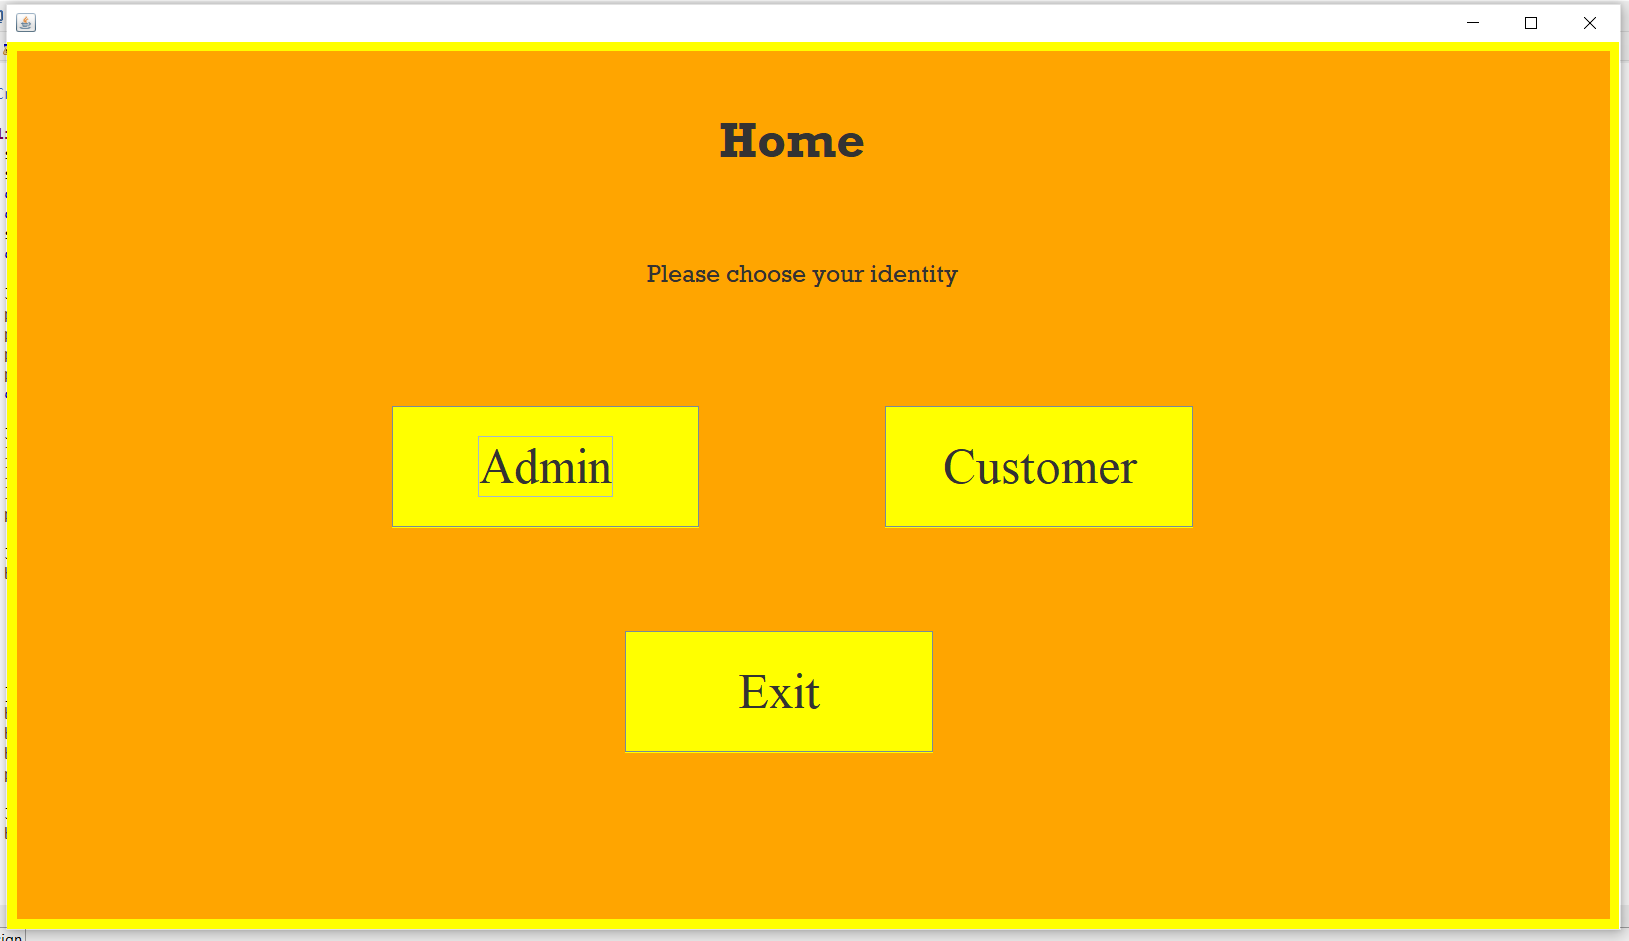 Home
Please choose your identity
Admin
Customer
Exit